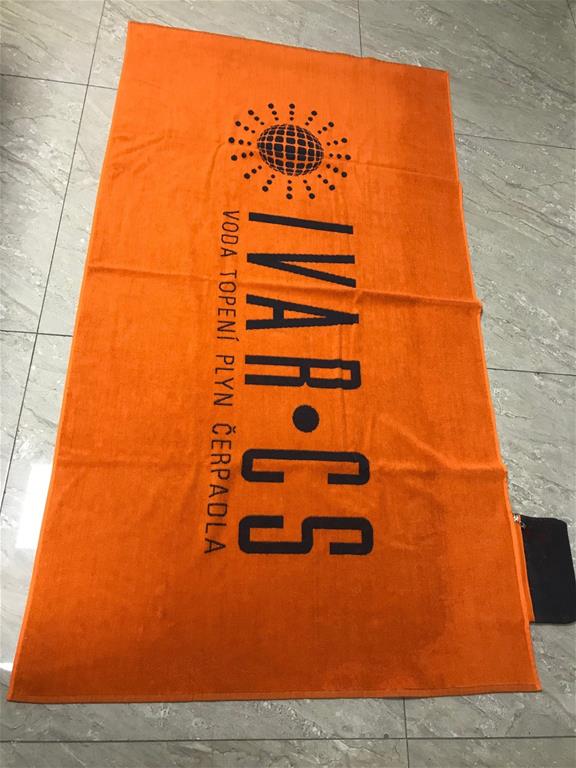 IVAR•CS
VODA TOPENÍ PLYN ČERPADLA